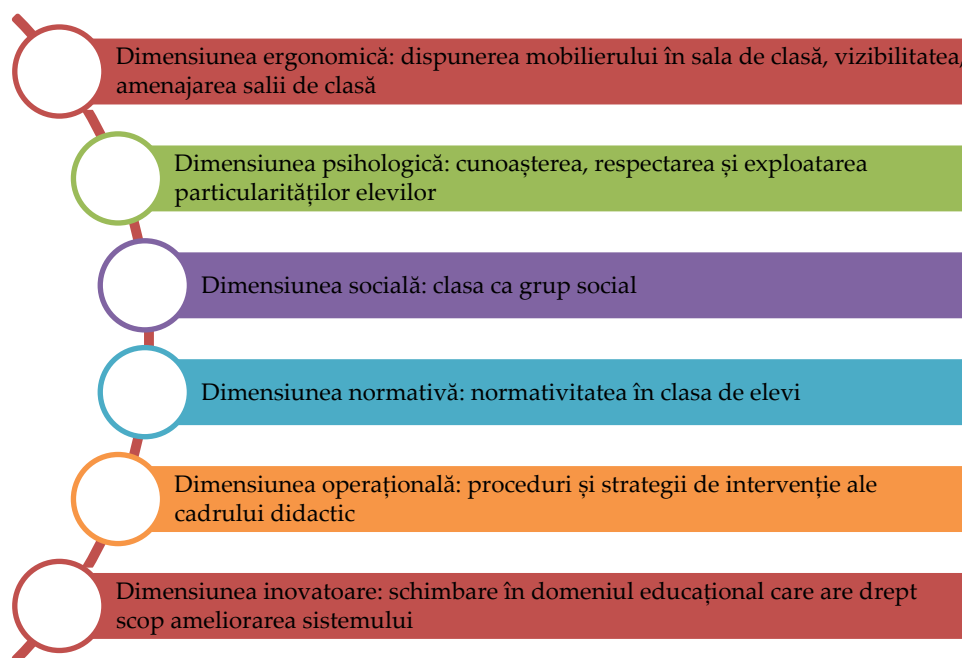 Dimensiunea ergonomică: dispunerea mobilierului în sala de clasă, vizibilitatea,
amenajarea salii de clasă
Dimensiunea psihologică: cunoașterea, respectarea și exploatarea
particularităților elevilor
Dimensiunea socială: clasa ca grup social
Dimensiunea normativă: normativitatea în clasa de elevi
Dimensiunea operațională: proceduri și strategii de intervenție ale
cadrului didactic
Dimensiunea inovatoare: schimbare în domeniul educațional care are drept
scop ameliorarea sistemului